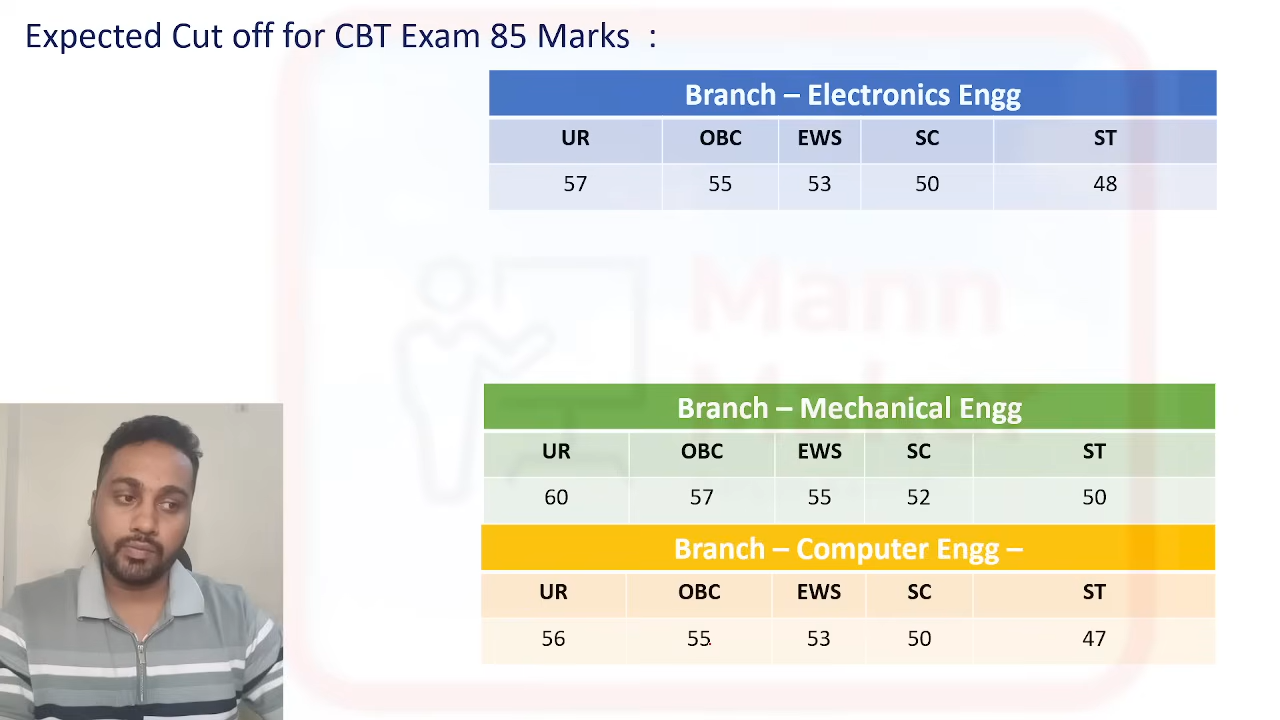 Expected Cut off for CBT Exam 85 Marks :
Branch – Electronics Engg
UR OBC EWS SC ST
57 55 53 50 48
Mann
Maker
Branch – Mechanical Engg
UR OBC EWS SC ST
60 57 55 52 50
Branch – Computer Engg –
UR OBC EWS SC ST
56 55 53 50 47